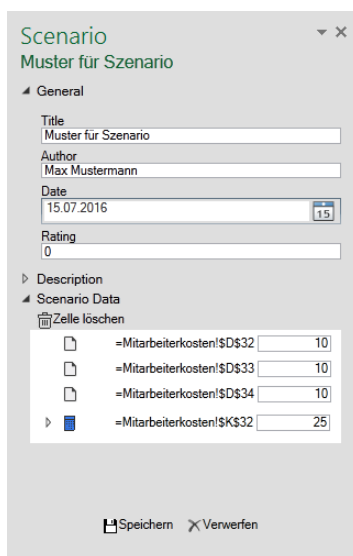 Scenario
Muster für Szenario
General
Title
Muster für Szenario
Author
Max Mustermann
Date
15.07.2016
15
Rating
0
Description
Scenario Data
Zelle löschen
=Mitarbeiterkosten!$D$32 10
=Mitarbeiterkosten!$D$33 10
=Mitarbeiterkosten!$D$34 10
=Mitarbeiterkosten!$K$32 25
Speichern Verwerfen